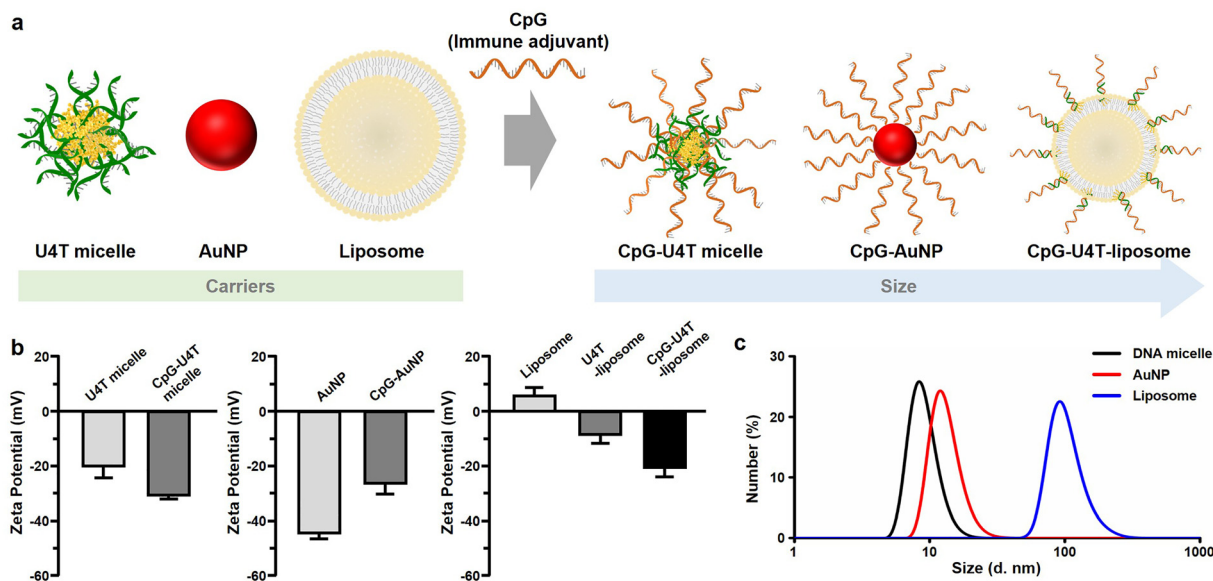 a
CpG
(Immune adjuvant)
U4T micelle
AuNP
Liposome
CpG-U4T micelle
CpG-AuNP
CpG-U4T-liposome
Carriers
Size
b
Zeta Potential (mV)
20
0
-20
-40
-60
U4T micelle
CpG-U4T
micelle
Zeta Potential (mV)
20
0
-20
-40
-60
AuNP
CpG-AuNP
Zeta Potential (mV)
20
0
-20
-40
-60
Liposome
U4T
-liposome
CpG-U4T
-liposome
c
Number (%)
30
20
10
0
1
10
100
1000
Size (d. nm)
DNA micelle
AuNP
Liposome